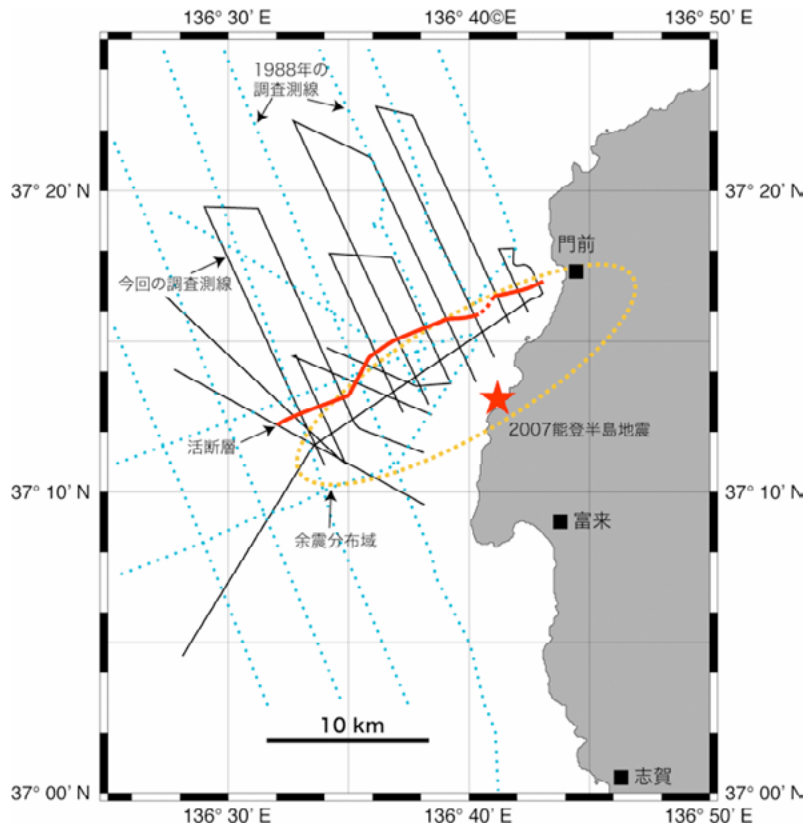 136° 30' E
136° 40'©E
136° 50' E
1988年の
調査測線
37° 20' N
37° 20' N
門前
今回の調査測線
2007能登半島地震
活断層
37° 10' N
37° 10' N
富来
余震分布域
10 km
志賀
37° 00' N
37° 00' N
136° 30' E
136° 40' E
136° 50' E